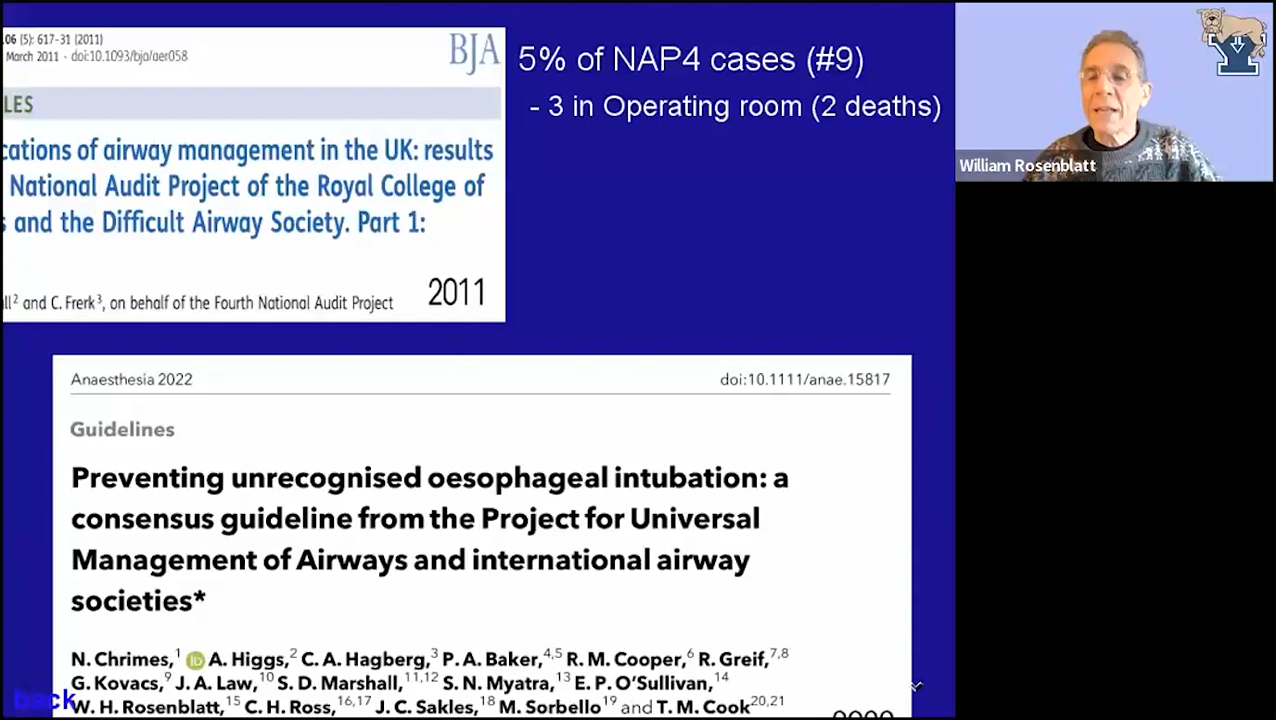 06 (5): 617-31 (2011)
March 2011 · doi:10.1093/bja/aer058
BJA
LES
cations of airway management in the UK: results
National Audit Project of the Royal College of
s and the Difficult Airway Society. Part 1:
ll2 and C. Frerk3, on behalf of the Fourth National Audit Project
2011
5% of NAP4 cases (#9)
- 3 in Operating room (2 deaths)
William Rosenblatt
Y
Anaesthesia 2022
doi:10.1111/anae.15817
Guidelines
Preventing unrecognised oesophageal intubation: a
consensus guideline from the Project for Universal
Management of Airways and international airway
societies*
N. Chrimes,1 iD A. Higgs,2 C. A. Hagberg,3 P. A. Baker,4,5 R. M. Cooper,6 R. Greif,7,8
G. Kovacs,9 J. A. Law,10 S. D. Marshall,11,12 S. N. Myatra,13 E. P. O'Sullivan,14
W. H. Rosenblatt,15 C. H. Ross,16,17 J. C. Sakles,18 M. Sorbello19 and T. M. Cook20,21
back